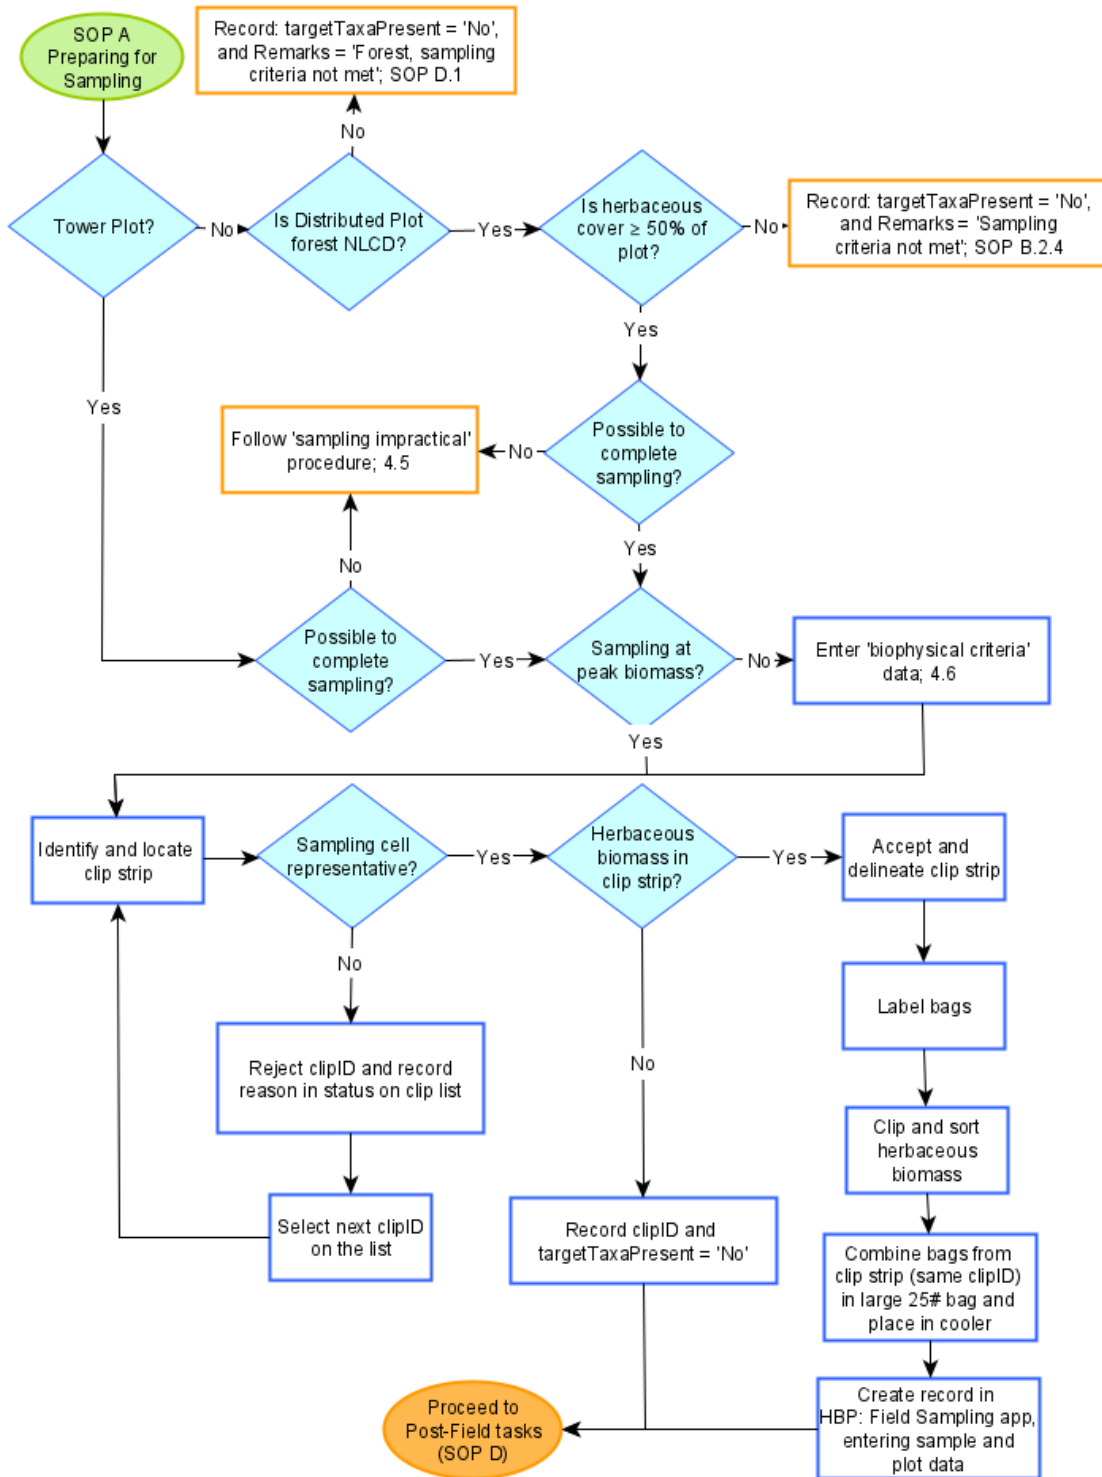 SOP A
Preparing for
Sampling
Record: targetTaxaPresent = 'No',
and Remarks = 'Forest, sampling
criteria not met'; SOP D.1
No
Tower Plot?
No
Is Distributed Plot
forest NLCD?
Yes
Is herbaceous
cover ≥ 50% of
plot?
No
Record: targetTaxaPresent = 'No',
and Remarks = 'Sampling
criteria not met'; SOP B.2.4
Yes
Yes
Follow 'sampling impractical'
procedure; 4.5
No
Possible to
complete
sampling?
Yes
No
Possible to
complete
sampling?
Yes
Sampling at
peak biomass?
No
Enter 'biophysical criteria'
data; 4.6
Yes
Identify and locate
clip strip
Sampling cell
representative?
Yes
Herbaceous
biomass in
clip strip?
Yes
Accept and
delineate clip strip
No
Label bags
Reject clipID and record
reason in status on clip list
No
Clip and sort
herbaceous
biomass
Select next clipID
on the list
Record clipID and
targetTaxaPresent = 'No'
Combine bags from
clip strip (same clipID)
in large 25# bag and
place in cooler
Proceed to
Post-Field tasks
(SOP D)
Create record in
HBP: Field Sampling app,
entering sample and
plot data